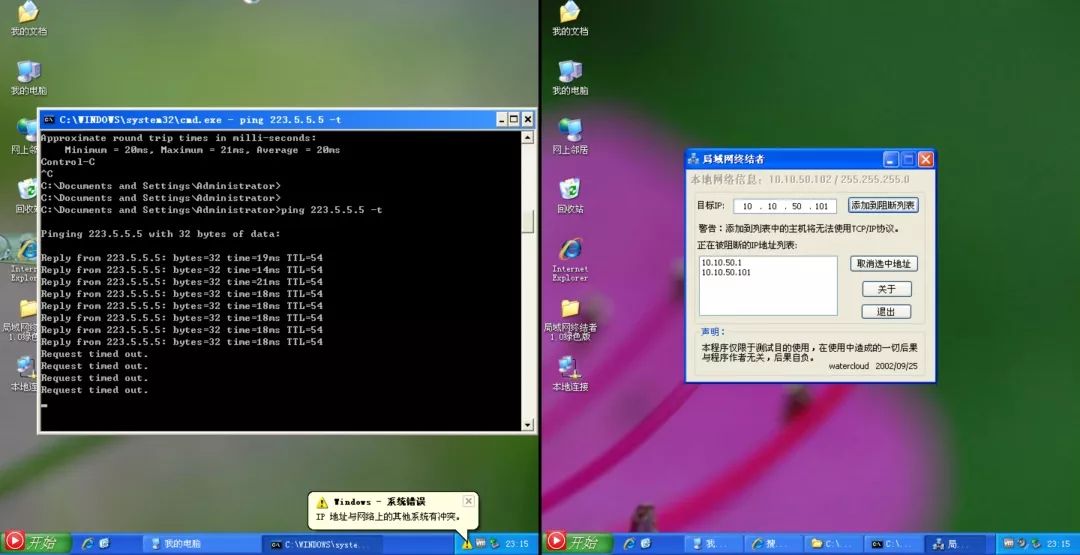 我的文档
我的电脑
网上邻居
回收站
Internet
Explorer
局域网终结者
1.0绿色版
本地连接
C:\WINDOWS\system32\cmd.exe - ping 223.5.5.5 -t
Approximate round trip times in milli-seconds:
Minimum = 20ms, Maximum = 21ms, Average = 20ms
Control-C
^C
C:\Documents and Settings\Administrator>
C:\Documents and Settings\Administrator>
C:\Documents and Settings\Administrator>ping 223.5.5.5 -t
Pinging 223.5.5.5 with 32 bytes of data:
Reply from 223.5.5.5: bytes=32 time=19ms TTL=54
Reply from 223.5.5.5: bytes=32 time=14ms TTL=54
Reply from 223.5.5.5: bytes=32 time=21ms TTL=54
Reply from 223.5.5.5: bytes=32 time=18ms TTL=54
Reply from 223.5.5.5: bytes=32 time=18ms TTL=54
Reply from 223.5.5.5: bytes=32 time=18ms TTL=54
Reply from 223.5.5.5: bytes=32 time=18ms TTL=54
Reply from 223.5.5.5: bytes=32 time=18ms TTL=54
Request timed out.
Request timed out.
Request timed out.
Request timed out.
Windows - 系统错误
IP 地址与网络上的其他系统有冲突。
开始
我的电脑
C:\WINDOWS\syste...
23:15
我的文档
我的电脑
网上邻居
回收站
Internet
Explorer
局域网终结者
1.0绿色版
本地连接
局域网终结者
本地网络信息：10.10.50.102 / 255.255.255.0
目标IP:
10 . 10 . 50 . 101
添加到阻断列表
警告：添加到列表中的主机将无法使用TCP/IP协议。
正在被阻断的IP地址列表:
10.10.50.1
10.10.50.101
取消选中地址
关于
退出
声明：
本程序仅限于测试目的使用，在使用中造成的一切后果
与程序作者无关，后果自负。
watercloud 2002/09/25
开始
我...
搜...
C:\...
C:\...
局...
23:15